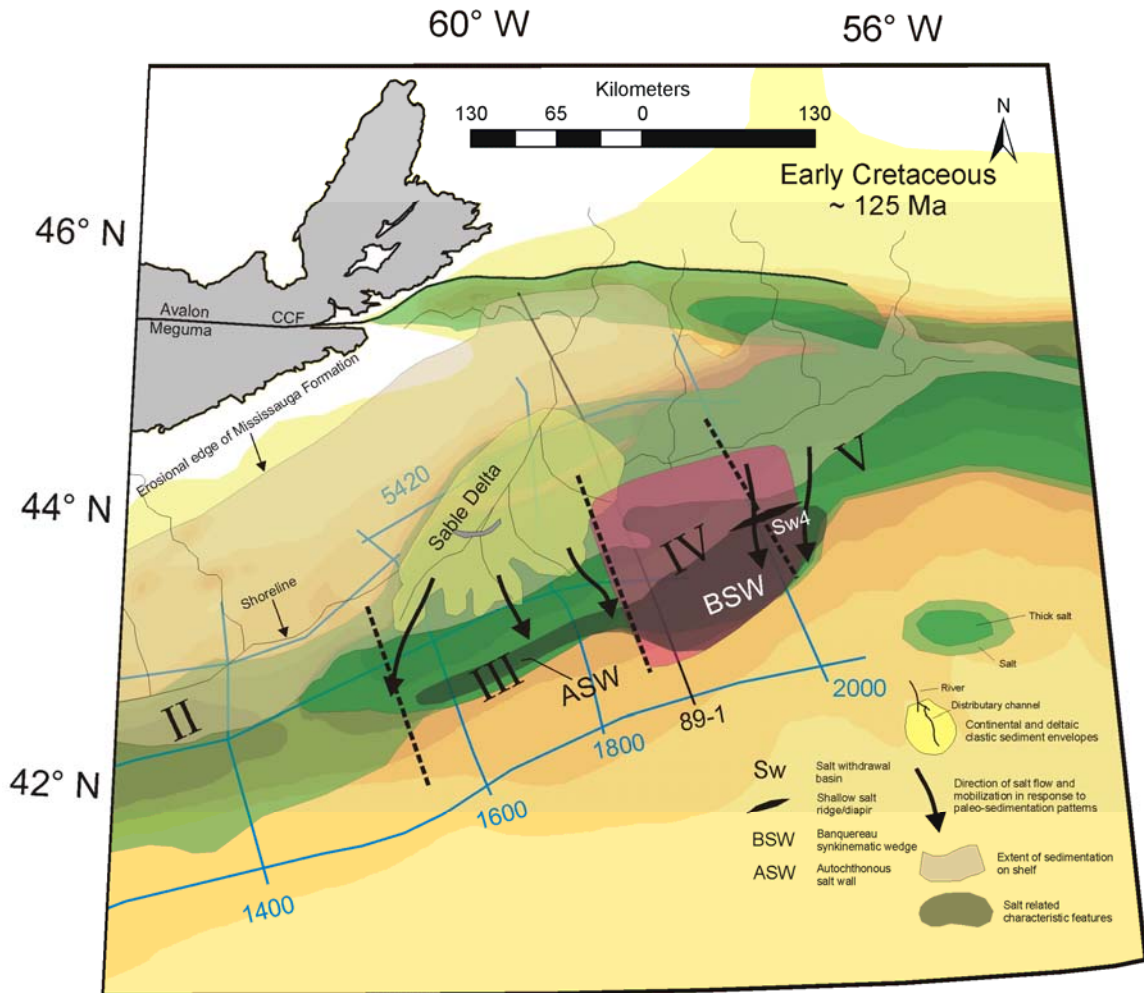 60° W
56° W
Kilometers
130 65 0 130
N
Early Cretaceous
~ 125 Ma
46° N
Avalon
CCF
Meguma
Erosional edge of Mississauga Formation
44° N
5420
Sable Delta
Shoreline
V
IV
Sw4
BSW
III
ASW
II
42° N
Thick salt
Salt
River
Distributary channel
Continental and deltaic
clastic sediment envelopes
2000
89-1
1800
1600
1400
Sw
Salt withdrawal
basin
Shallow salt
ridge/diapir
BSW
Banquereau
synkinematic wedge
ASW
Autochthonous
salt wall
Direction of salt flow and
mobilization in response to
paleo-sedimentation patterns
Extent of sedimentation
on shelf
Salt related
characteristic features